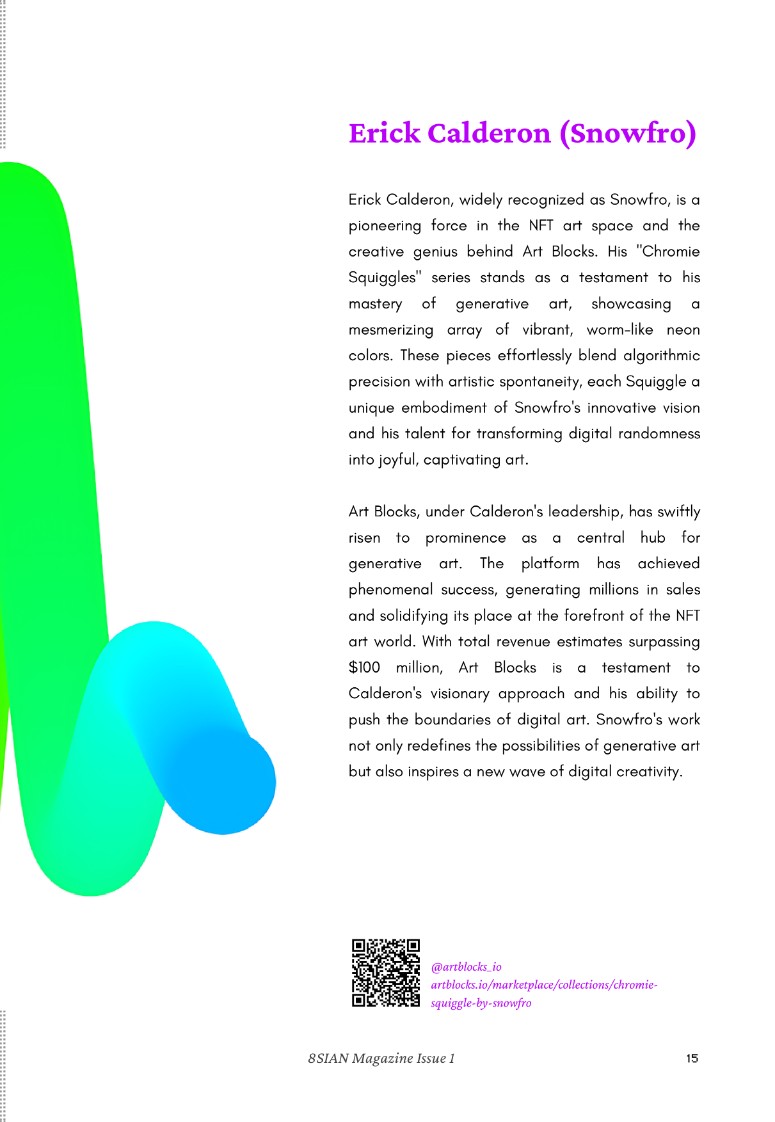 Erick Calderon (Snowfro)
Erick Calderon, widely recognized as Snowfro, is a
pioneering force in the NFT art space and the
creative genius behind Art Blocks. His "Chromie
Squiggles" series stands as a testament to his
mastery of generative art, showcasing a
mesmerizing array of vibrant, worm-like neon
colors. These pieces effortlessly blend algorithmic
precision with artistic spontaneity, each Squiggle a
unique embodiment of Snowfro's innovative vision
and his talent for transforming digital randomness
into joyful, captivating art.
Art Blocks, under Calderon's leadership, has swiftly
risen to prominence as a central hub for
generative art. The platform has achieved
phenomenal success, generating millions in sales
and solidifying its place at the forefront of the NFT
art world. With total revenue estimates surpassing
$100 million, Art Blocks is a testament to
Calderon's visionary approach and his ability to
push the boundaries of digital art. Snowfro's work
not only redefines the possibilities of generative art
but also inspires a new wave of digital creativity.
@artblocks_io
artblocks.io/marketplace/collections/chromie-
squiggle-by-snowfro
8SIAN Magazine Issue 1
15